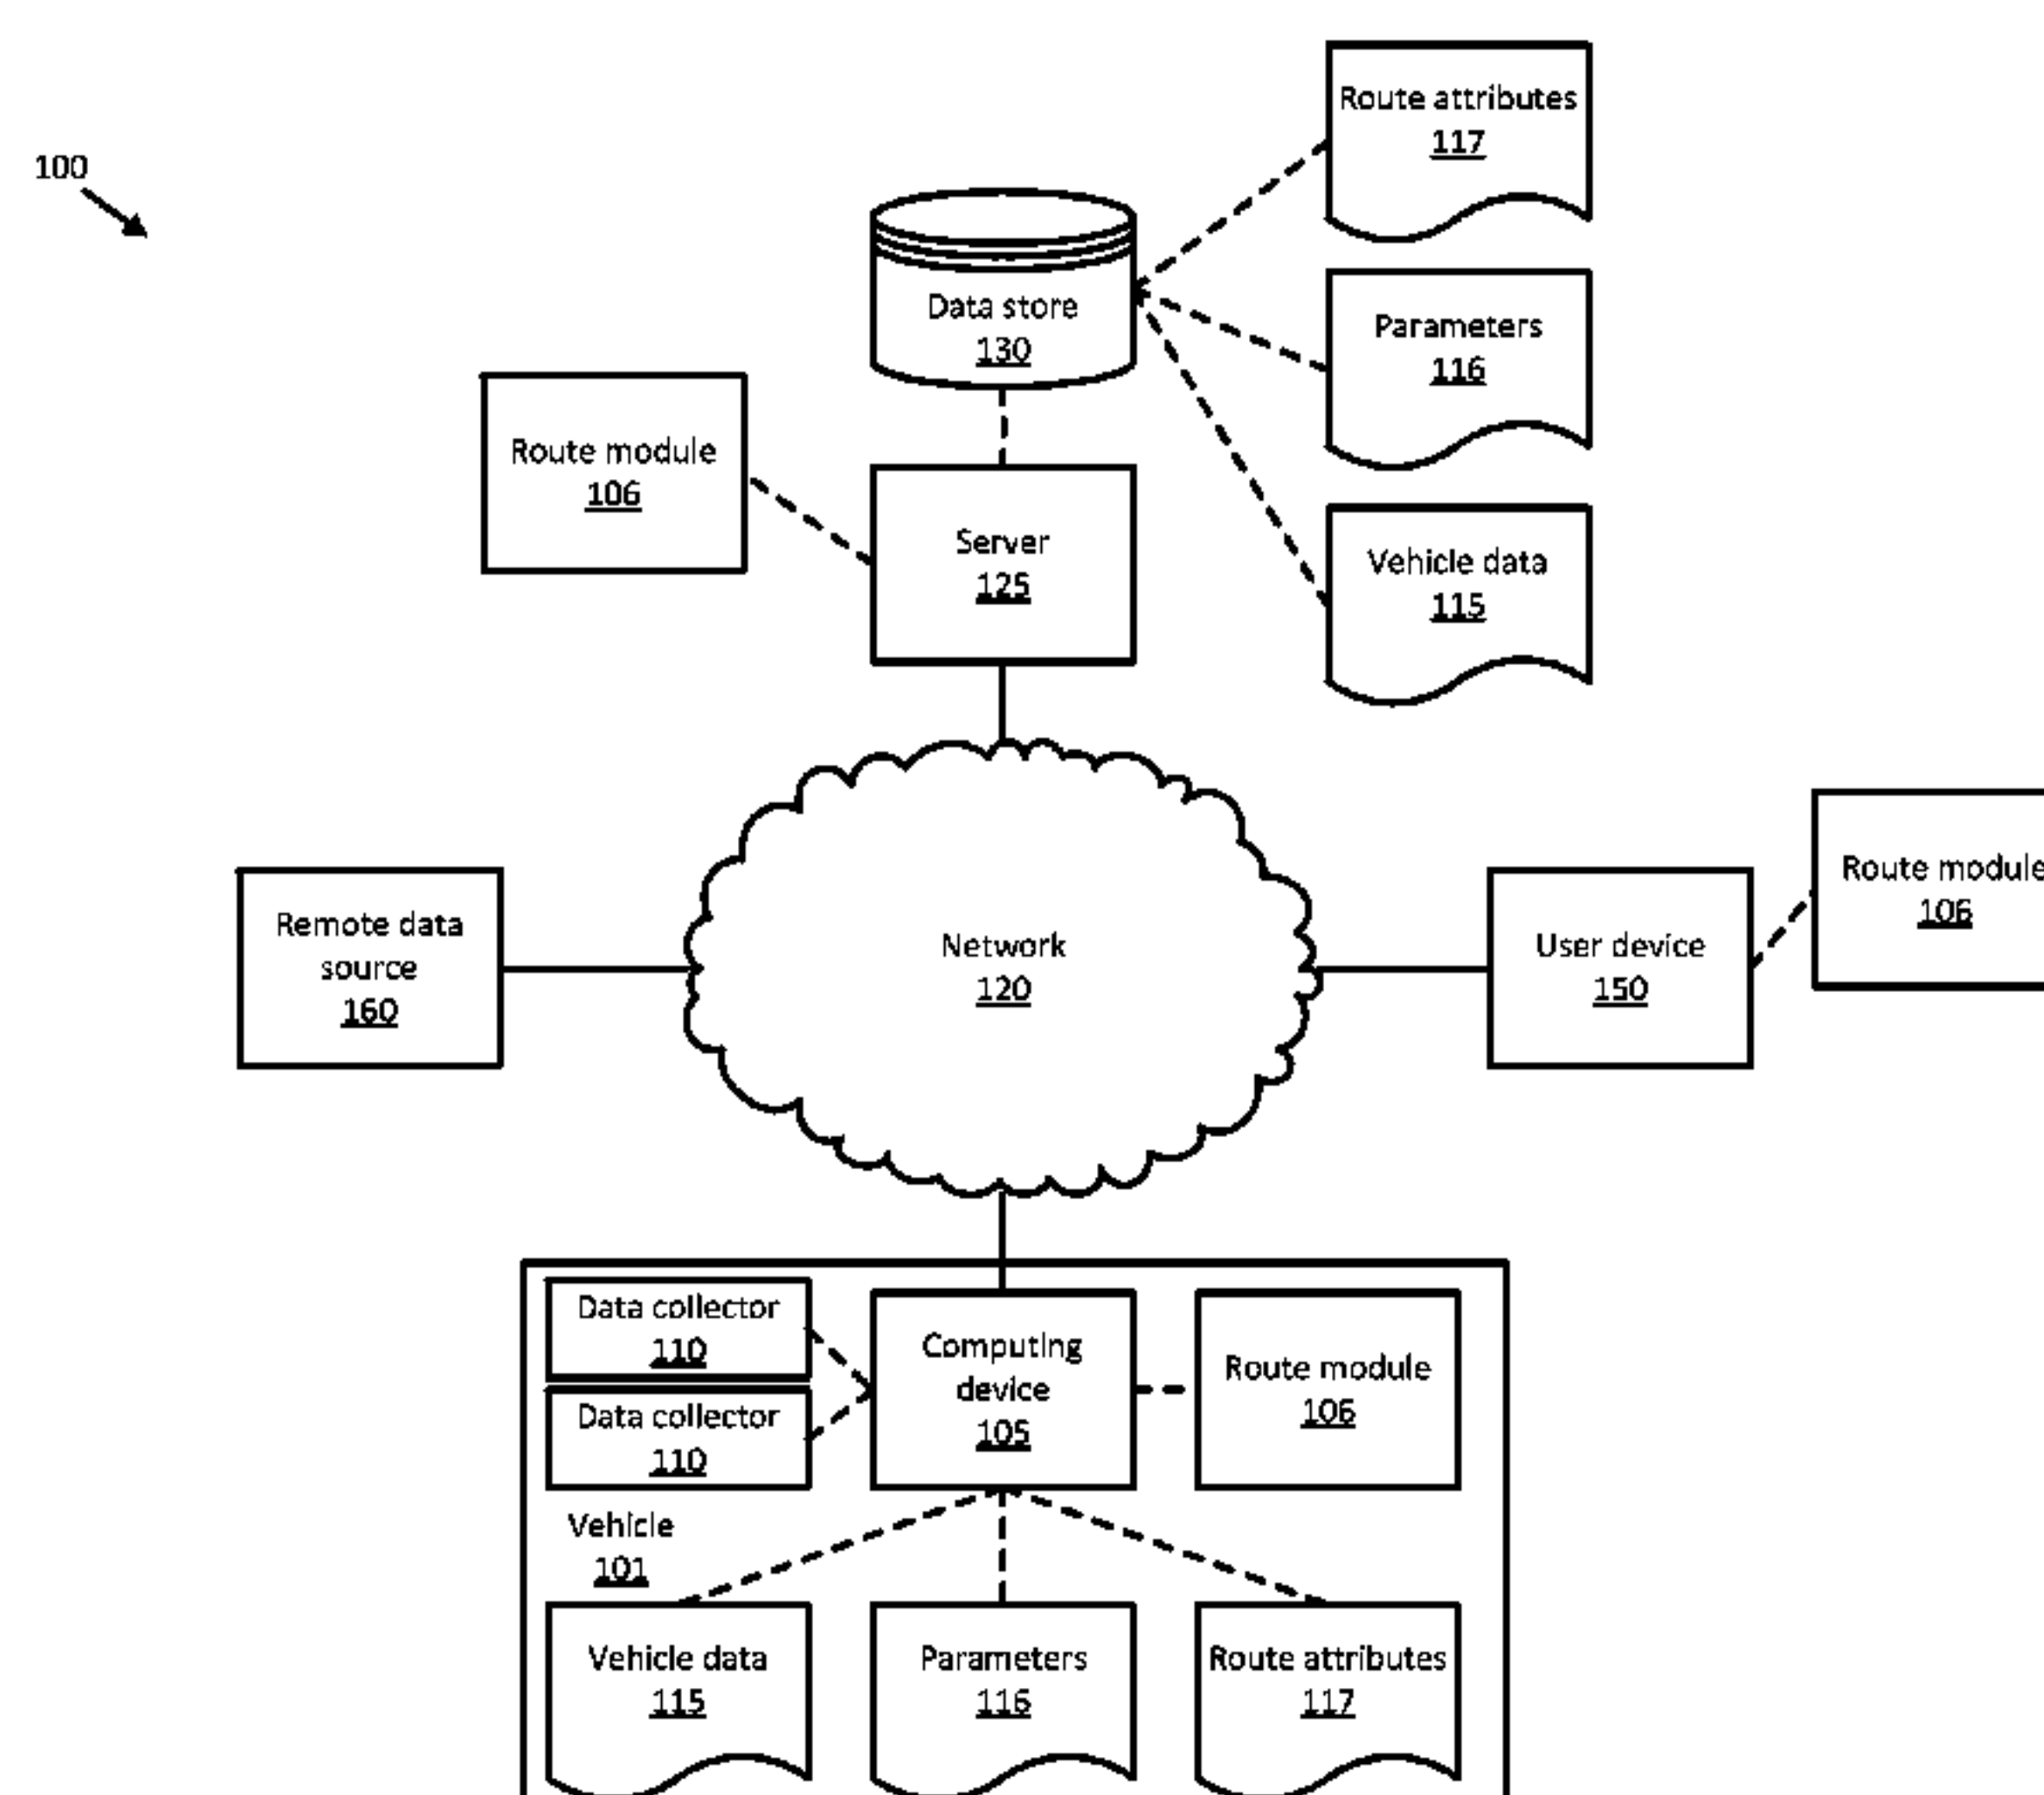 100
Route attributes
117
Data store
130
Parameters
116
Route module
106
Server
125
Vehicle data
115
Remote data
source
160
Network
120
User device
150
Route module
106
Data collector
110
Data collector
110
Computing
device
105
Route module
106
Vehicle
101
Vehicle data
115
Parameters
116
Route attributes
117